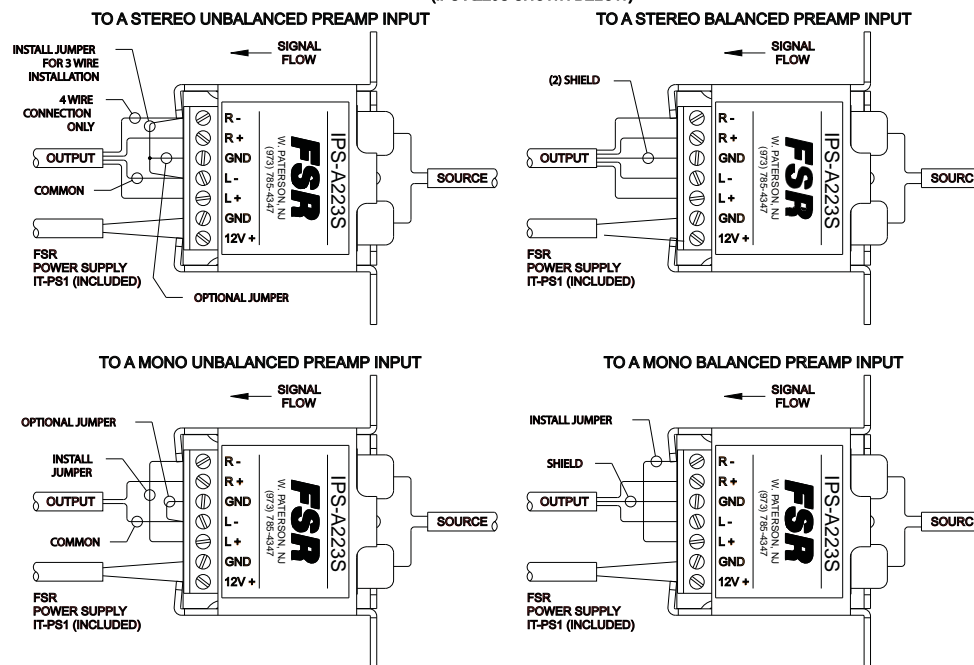 TO A STEREO UNBALANCED PREAMP INPUT
SIGNAL
FLOW
INSTALL JUMPER
FOR 3 WIRE
INSTALLATION
4 WIRE
CONNECTION
ONLY
OUTPUT
COMMON
R -
R +
GND
L -
L +
GND
12V +
IPS-A223S
FSR
W. PATERSON, NJ
(973) 785-4347
SOURCE
FSR
POWER SUPPLY
IT-PS1 (INCLUDED)
OPTIONAL JUMPER
TO A STEREO BALANCED PREAMP INPUT
SIGNAL
FLOW
(2) SHIELD
OUTPUT
R -
R +
GND
L -
L +
GND
12V +
IPS-A223S
FSR
W. PATERSON, NJ
(973) 785-4347
SOURC
FSR
POWER SUPPLY
IT-PS1 (INCLUDED)
TO A MONO UNBALANCED PREAMP INPUT
SIGNAL
FLOW
OPTIONAL JUMPER
INSTALL
JUMPER
OUTPUT
COMMON
R -
R +
GND
L -
L +
GND
12V +
IPS-A223S
FSR
W. PATERSON, NJ
(973) 785-4347
SOURCE
FSR
POWER SUPPLY
IT-PS1 (INCLUDED)
TO A MONO BALANCED PREAMP INPUT
SIGNAL
FLOW
INSTALL JUMPER
SHIELD
OUTPUT
R -
R +
GND
L -
L +
GND
12V +
IPS-A223S
FSR
W. PATERSON, NJ
(973) 785-4347
SOURC
FSR
POWER SUPPLY
IT-PS1 (INCLUDED)